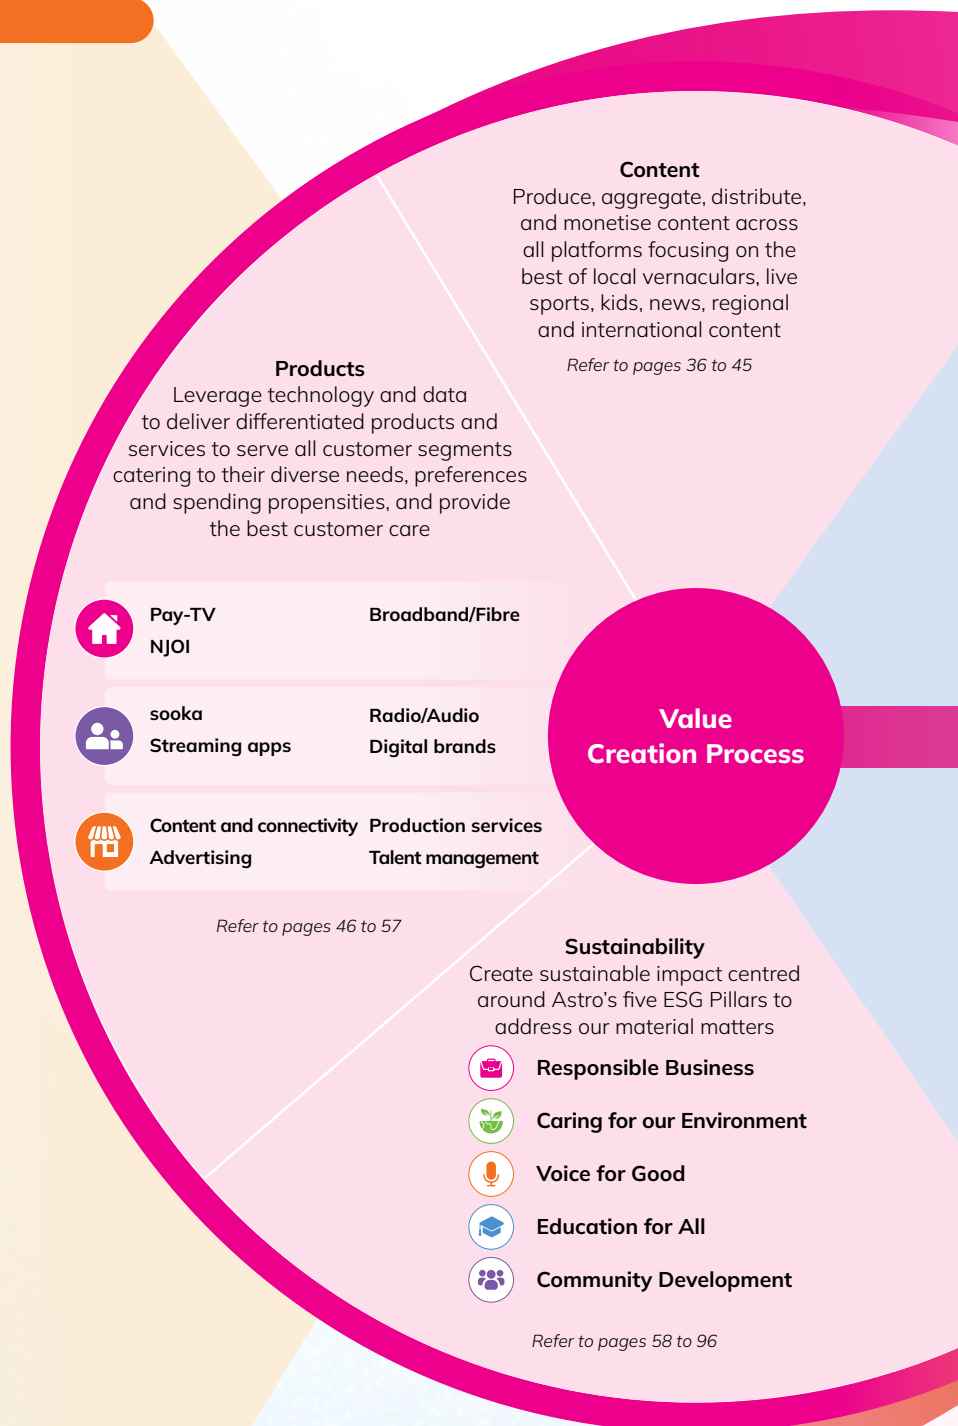 Content
Produce, aggregate, distribute,
and monetise content across
all platforms focusing on the
best of local vernaculars, live
sports, kids, news, regional
and international content
Refer to pages 36 to 45
Products
Leverage technology and data
to deliver differentiated products and
services to serve all customer segments
catering to their diverse needs, preferences
and spending propensities, and provide
the best customer care
Pay-TV
NJOI
Broadband/Fibre
sooka
Streaming apps
Radio/Audio
Digital brands
Content and connectivity
Advertising
Production services
Talent management
Refer to pages 46 to 57
Value
Creation Process
Sustainability
Create sustainable impact centred
around Astro’s five ESG Pillars to
address our material matters
Responsible Business
Caring for our Environment
Voice for Good
Education for All
Community Development
Refer to pages 58 to 96